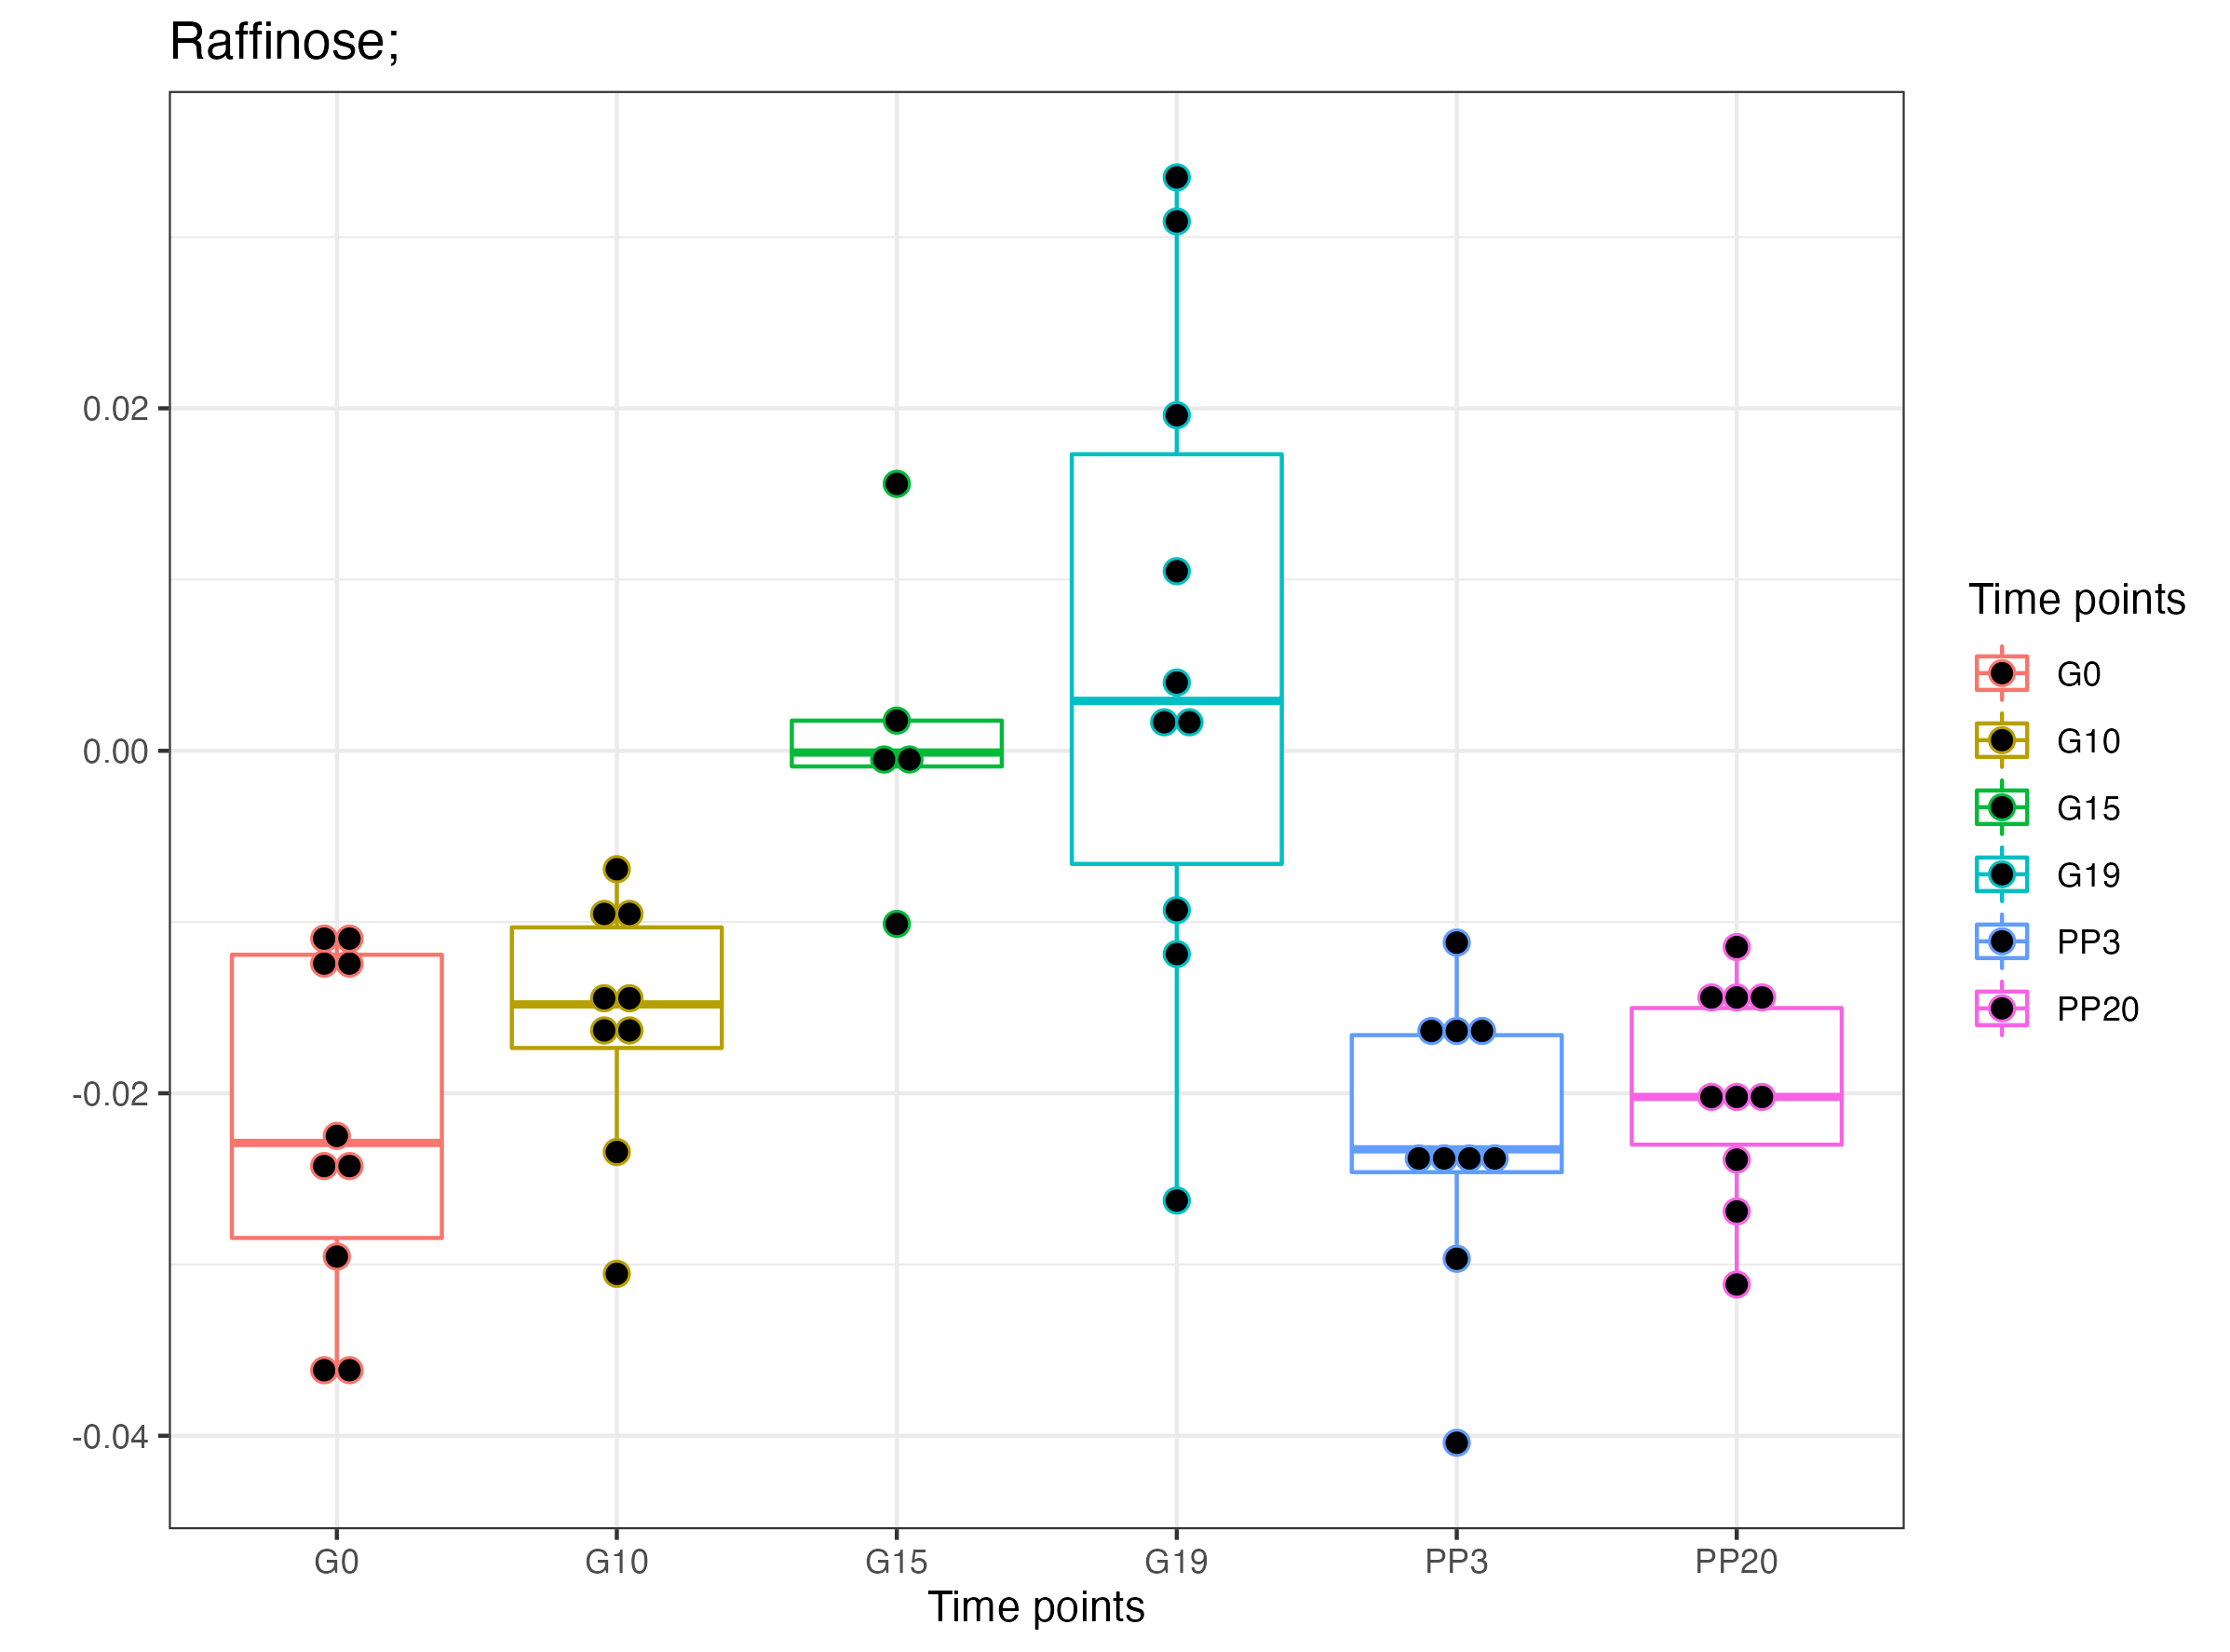 Raffinose;
0.02
0.00
-0.02
-0.04
G0 G10 G15 G19 PP3 PP20
Time points
Time points
G0
G10
G15
G19
PP3
PP20